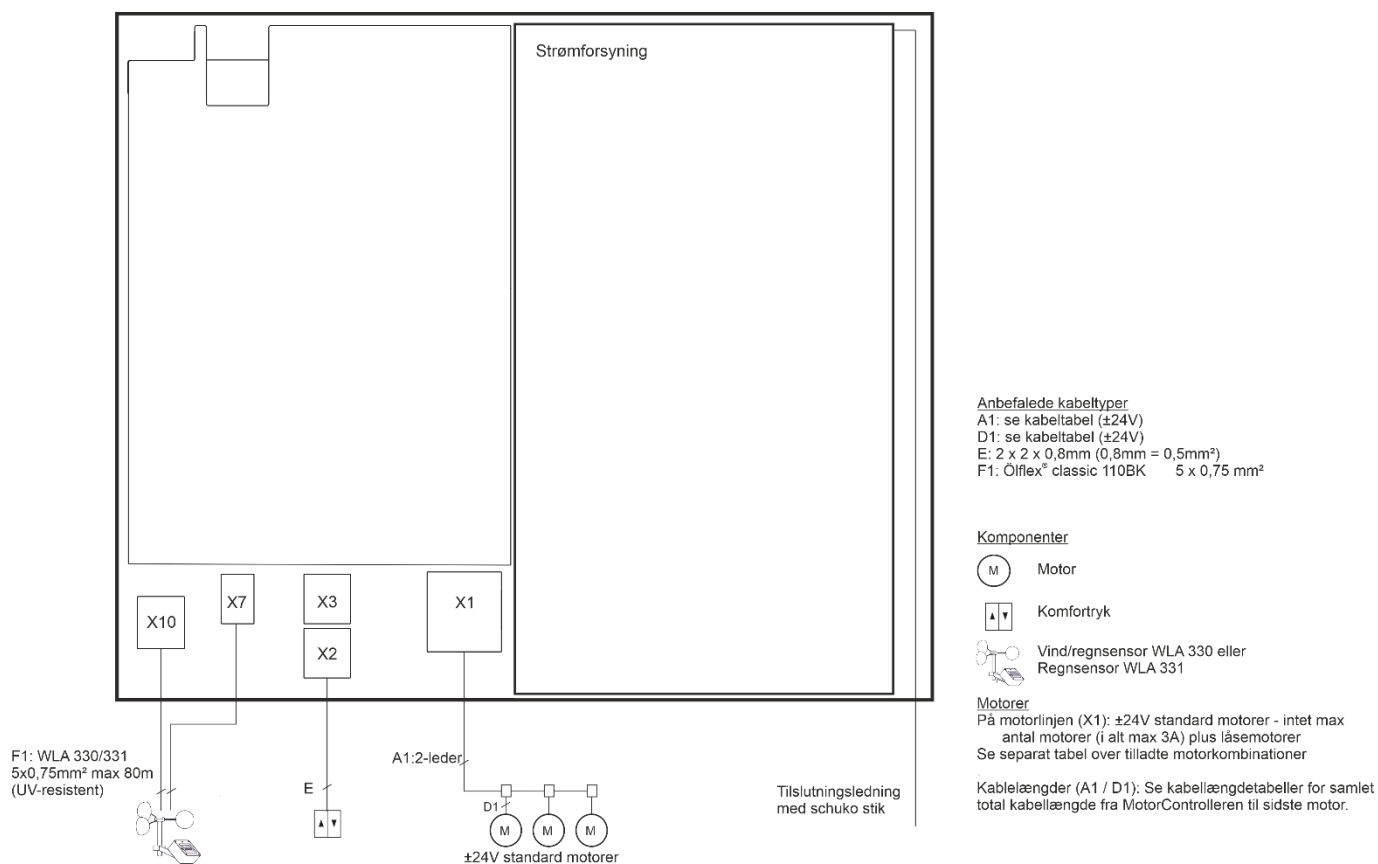 Strømforsyning
X10
X7
X3
X2
X1
F1: WLA 330/331
5x0,75mm² max 80m
(UV-resistent)
E
A1:2-leder
D1
M
M
M
±24V standard motorer
Tilslutningsledning
med schuko stik
Anbefalede kabeltyper
A1: se kabeltabel (±24V)
D1: se kabeltabel (±24V)
E: 2 x 2 x 0,8mm (0,8mm = 0,5mm²)
F1: Ölflex® classic 110BK 5 x 0,75 mm²
Komponenter
M Motor
Komfortryk
Vind/regnsensor WLA 330 eller
Regnsensor WLA 331
Motorer
På motorlinjen (X1): ±24V standard motorer - intet max
antal motorer (i alt max 3A) plus låsemotorer
Se separat tabel over tilladte motorkombinationer
Kablelængder (A1 / D1): Se kabellængdetabeller for samlet
total kabellængde fra MotorControlleren til sidste motor.